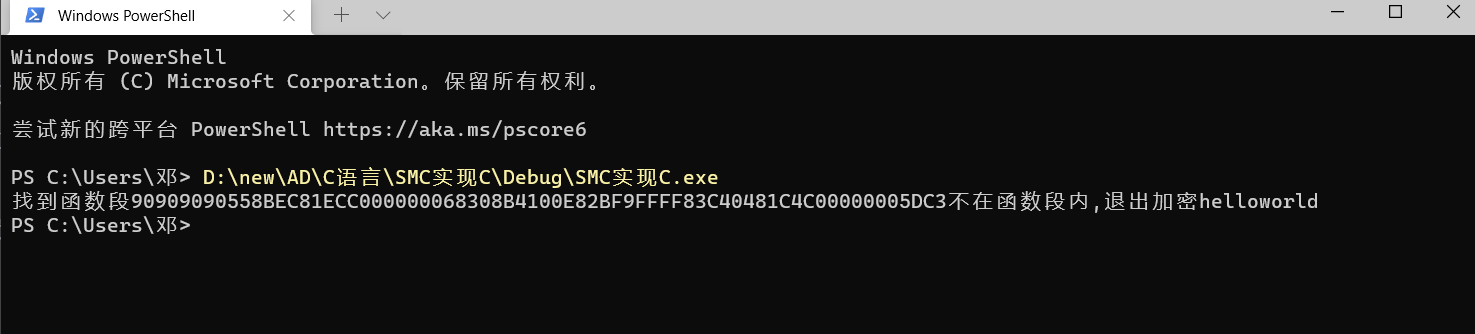 Windows PowerShell
Windows PowerShell
版权所有 (C) Microsoft Corporation。保留所有权利。
尝试新的跨平台 PowerShell https://aka.ms/pscore6
PS C:\Users\邓> D:\new\AD\C语言\SMC实现C\Debug\SMC实现C.exe
找到函数段90909090558BEC81ECC000000068308B4100E82BF9FFFF83C40481C4C00000005DC3不在函数段内,退出加密helloworld
PS C:\Users\邓>